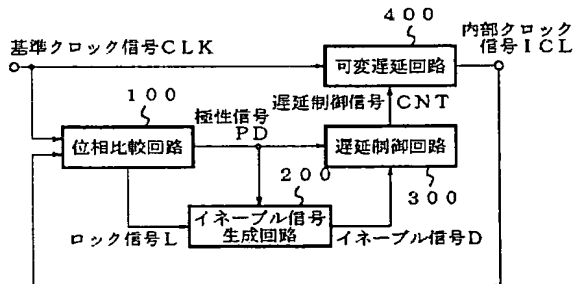 400
内部クロック
信号ICL
基準クロック信号CLK
可変遅延回路
100
遅延制御信号 CNT
極性信号
PD
位相比較回路
遅延制御回路
200
300
イネーブル信号
生成回路
ロック信号L
イネーブル信号D